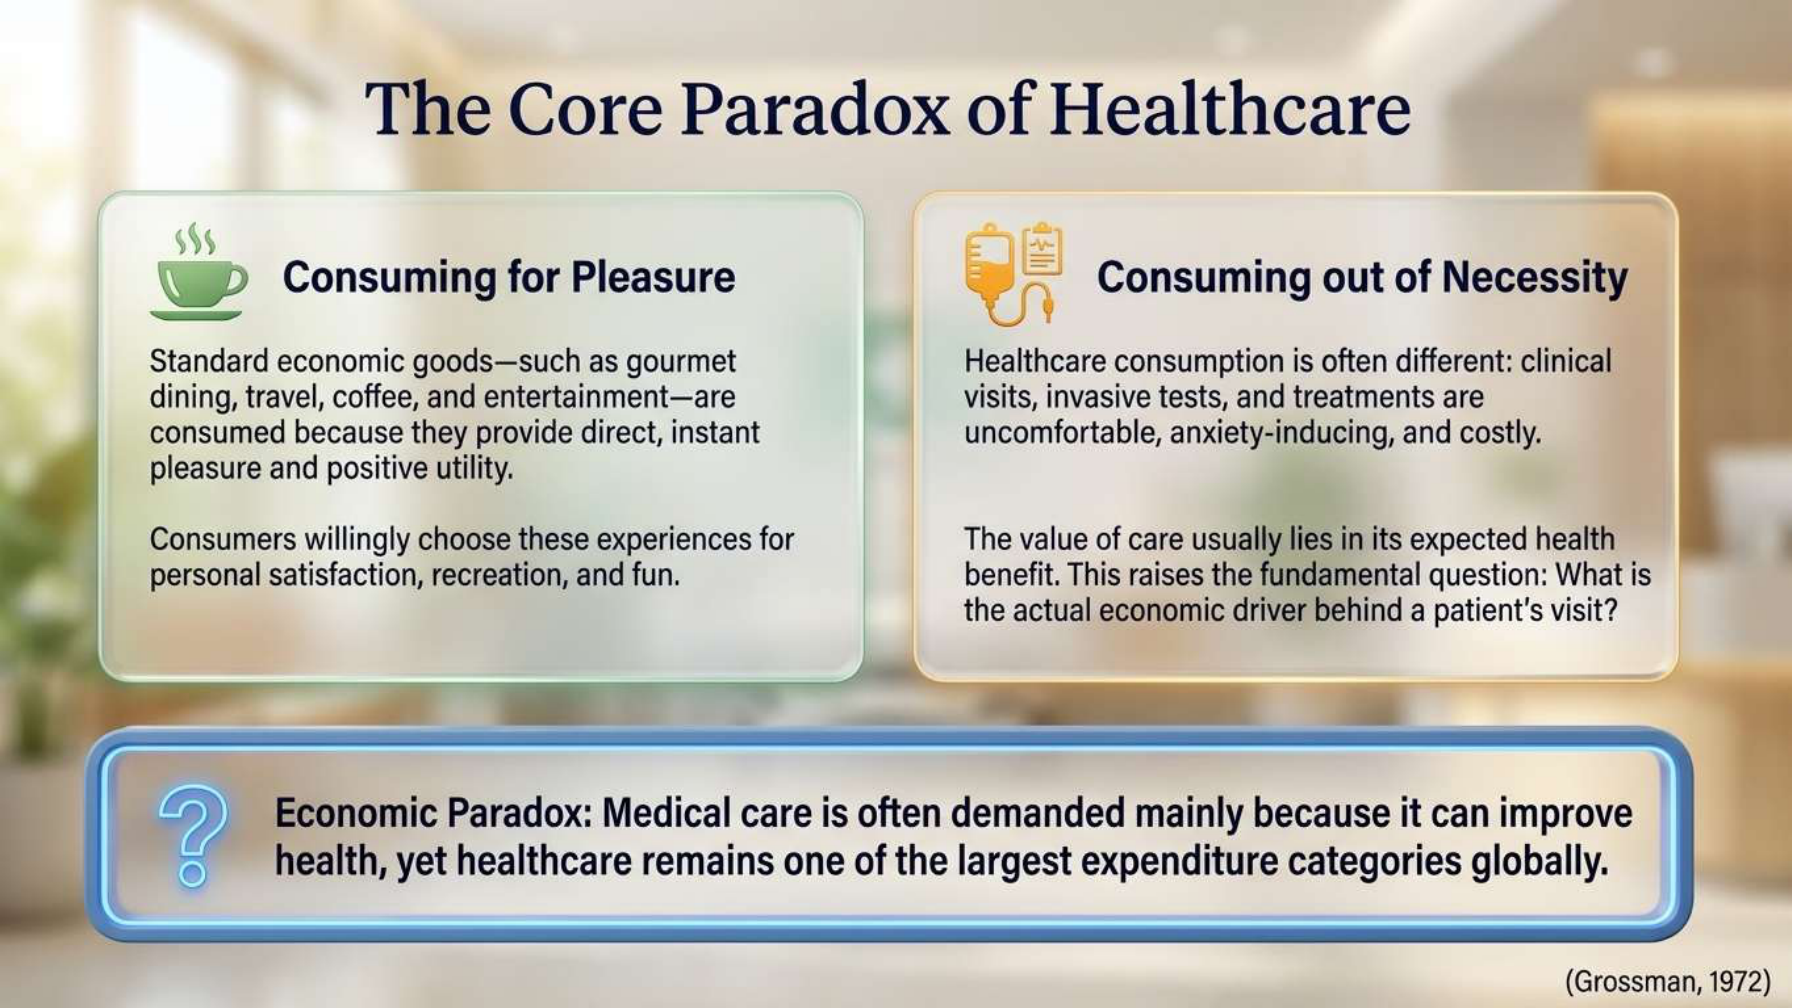 The Core Paradox of Healthcare
Consuming for Pleasure
Standard economic goods—such as gourmet
dining, travel, coffee, and entertainment—are
consumed because they provide direct, instant
pleasure and positive utility.
Consumers willingly choose these experiences for
personal satisfaction, recreation, and fun.
Consuming out of Necessity
Healthcare consumption is often different: clinical
visits, invasive tests, and treatments are
uncomfortable, anxiety-inducing, and costly.
The value of care usually lies in its expected health
benefit. This raises the fundamental question: What is
the actual economic driver behind a patient’s visit?
?
Economic Paradox: Medical care is often demanded mainly because it can improve
health, yet healthcare remains one of the largest expenditure categories globally.
(Grossman, 1972)